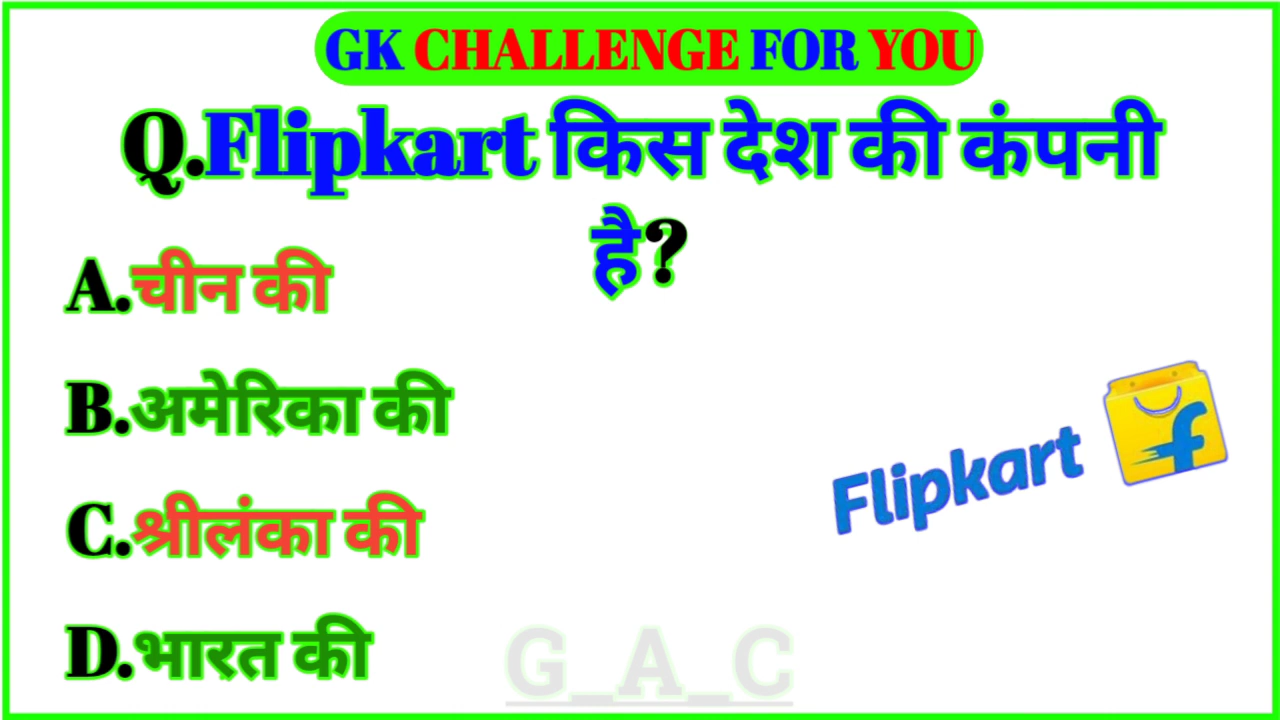 GK CHALLENGE FOR YOU
Q.Flipkart किस देश की कंपनी
है?
A.चीन की
B.अमेरिका की
C.श्रीलंका की
D.भारत की
Flipkart f
G_A_C